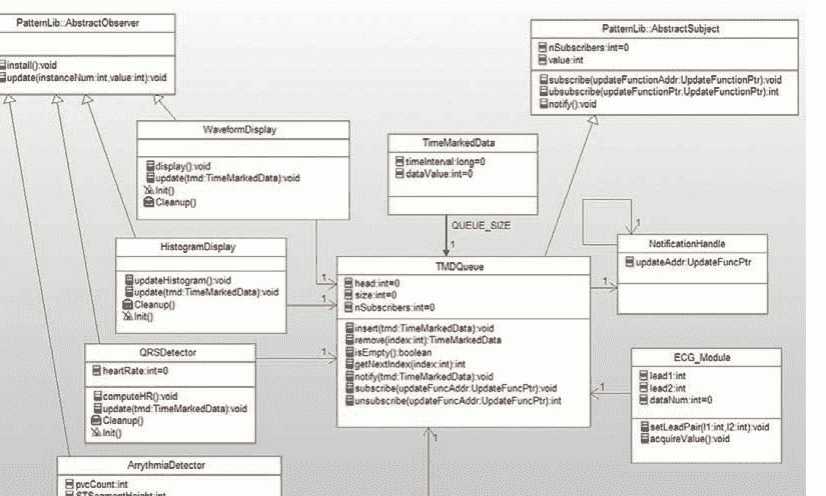 PatternLib::AbstractObserver
install():void
update(instanceNum:int,value:int):void
PatternLib::AbstractSubject
nSubscribers:int=0
value:int
subscribe(updateFunctionAddr:UpdateFunctionPtr):void
ubsubscribe(updateFunctionPtr:UpdateFunctionPtr):int
notify():void
WaveformDisplay
display():void
update(tmd:TimeMarkedData):void
Init()
Cleanup()
TimeMarkedData
timeInterval:long=0
dataValue:int=0
QUEUE_SIZE
1
HistogramDisplay
updateHistogram():void
update(tmd:TimeMarkedData):void
Cleanup()
Init()
1
1
TMDQueue
head:int=0
size:int=0
nSubscribers:int=0
insert(tmd:TimeMarkedData):void
remove(index:int):TimeMarkedData
isEmpty():boolean
getNextIndex(index:int):int
notify(tmd:TimeMarkedData):void
subscribe(updateFuncAddr:UpdateFuncPtr):void
unsubscribe(updateFuncAddr:UpdateFuncPtr):int
1
1
NotificationHandle
updateAddr:UpdateFuncPtr
QRSDetector
heartRate:int=0
computeHR():void
update(tmd:TimeMarkedData):void
Cleanup()
Init()
1
ECG_Module
lead1:int
lead2:int
dataNum:int=0
setLeadPair(l1:int,l2:int):void
acquireValue():void
1
1
ArrythmiaDetector
pvcCount:int
STSegmentHeight:int